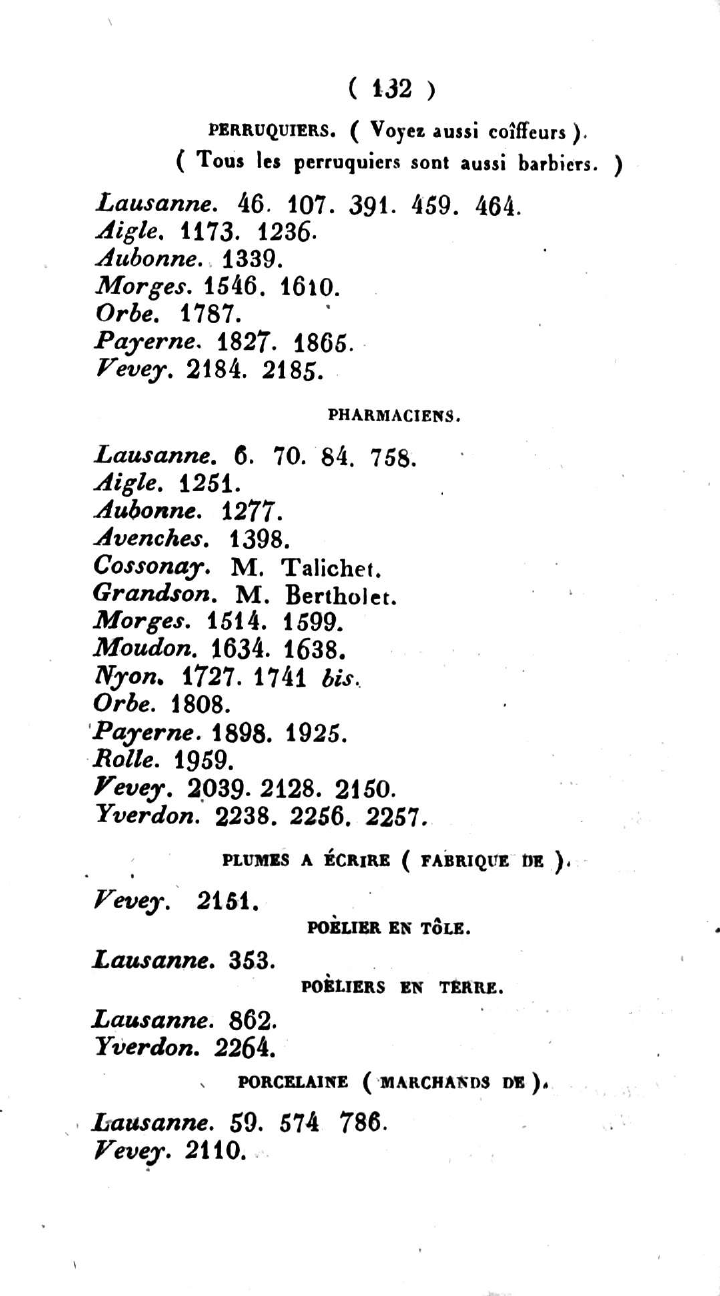 ( 132 )
PERRUQUIERS. ( Voyez aussi coîffeurs ).
( Tous les perruquiers sont aussi barbiers. )
Lausanne. 46. 107. 391. 459. 464.
Aigle. 1173. 1236.
Aubonne. 1339.
Morges. 1546. 1610.
Orbe. 1787.
Payerne. 1827. 1865.
Vevey. 2184. 2185.
PHARMACIENS.
Lausanne. 6. 70. 84. 758.
Aigle. 1251.
Aubonne. 1277.
Avenches. 1398.
Cossonay. M. Talichet.
Grandson. M. Bertholet.
Morges. 1514. 1599.
Moudon. 1634. 1638.
Nyon. 1727. 1741 bis.
Orbe. 1808.
Payerne. 1898. 1925.
Rolle. 1959.
Vevey. 2039. 2128. 2150.
Yverdon. 2238. 2256. 2257.
PLUMES A ÉCRIRE ( FABRIQUE DE ).
Vevey. 2151.
POÈLIER EN TÔLE.
Lausanne. 353.
POÈLIERS EN TERRE.
Lausanne. 862.
Yverdon. 2264.
PORCELAINE ( MARCHANDS DE ).
Lausanne. 59. 574 786.
Vevey. 2110.